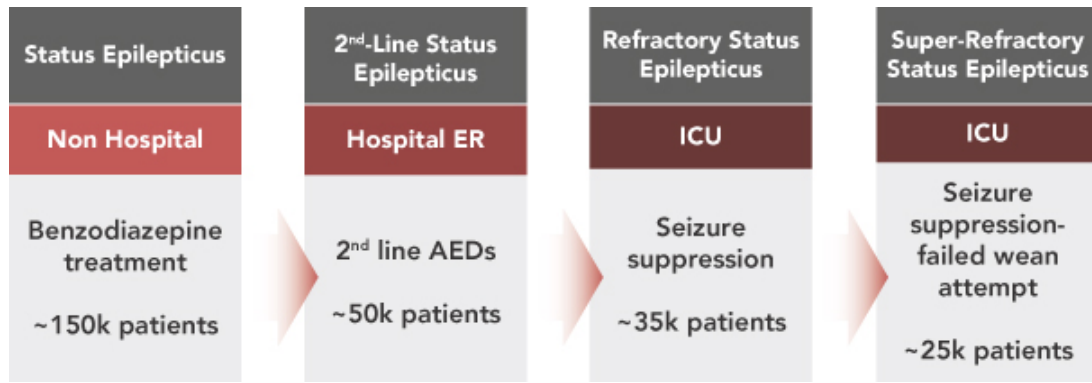 Status Epilepticus
Non Hospital
Benzodiazepine
treatment
~150k patients
2nd-Line Status
Epilepticus
Hospital ER
2nd line AEDs
~50k patients
Refractory Status
Epilepticus
ICU
Seizure
suppression
~35k patients
Super-Refractory
Status Epilepticus
ICU
Seizure
suppression-
failed wean
attempt
~25k patients